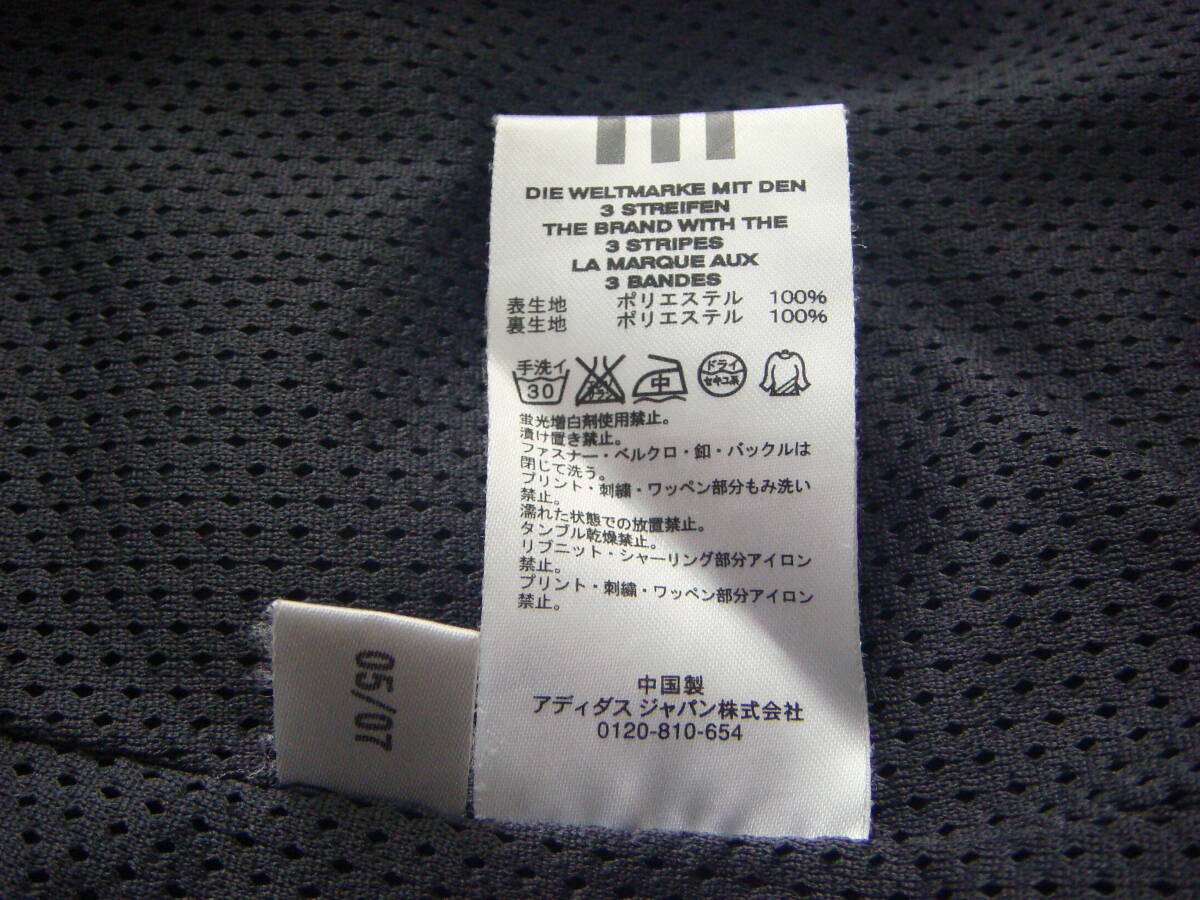 DIE WELTMARKE MIT DEN
3 STREIFEN
THE BRAND WITH THE
3 STRIPES
LA MARQUE AUX
3 BANDES
表生地 ポリエステル 100%
裏生地 ポリエステル 100%
手洗イ
30
エンソサラシ
中
ドライ
セキユ系
蛍光増白剤使用禁止。
漬け置き禁止。
ファスナー・ベルクロ・釦・バックルは
閉じて洗う。
プリント・刺繍・ワッペン部分もみ洗い
禁止。
濡れた状態での放置禁止。
タンブル乾燥禁止。
リブニット・シャーリング部分アイロン
禁止。
プリント・刺繍・ワッペン部分アイロン
禁止。
中国製
アディダス ジャパン株式会社
0120-810-654
05/07